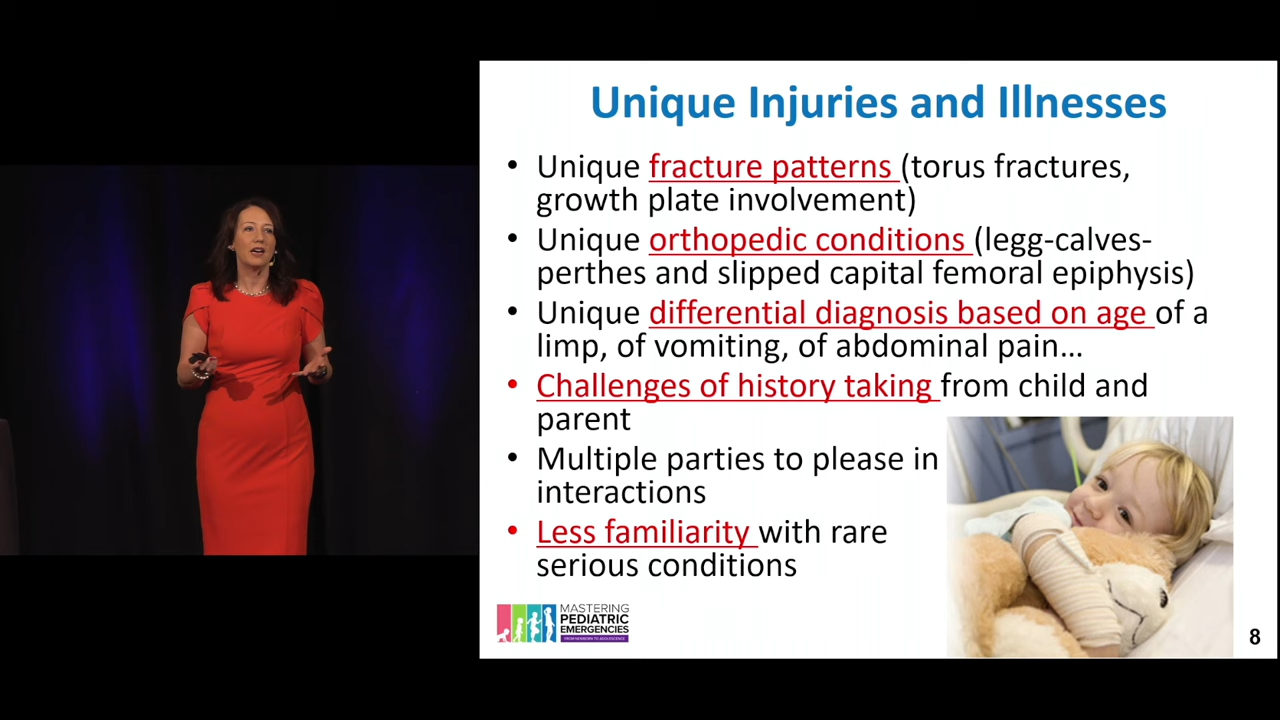 Unique Injuries and Illnesses
• Unique fracture patterns (torus fractures,
growth plate involvement)
• Unique orthopedic conditions (legg-calves-
perthes and slipped capital femoral epiphysis)
• Unique differential diagnosis based on age of a
limp, of vomiting, of abdominal pain...
• Challenges of history taking from child and
parent
• Multiple parties to please in
interactions
• Less familiarity with rare
serious conditions
MASTERING
PEDIATRIC
EMERGENCIES
FROM NEWBORN TO ADOLESCENCE
8